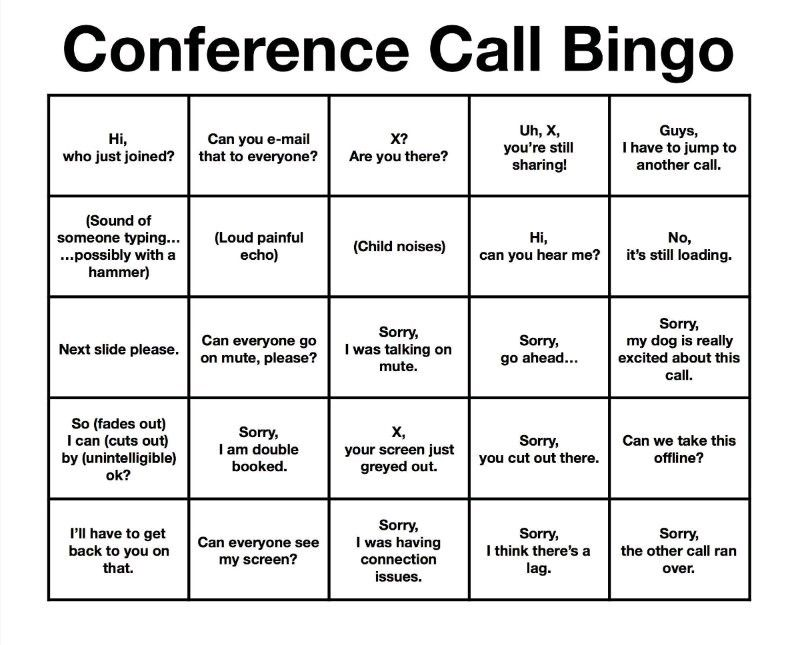 Conference Call Bingo
Hi,
who just joined?
Can you e-mail
that to everyone?
X?
Are you there?
Uh, X,
you're still
sharing!
Guys,
I have to jump to
another call.
(Sound of
someone typing...
...possibly with a
hammer)
(Loud painful
echo)
(Child noises)
Hi,
can you hear me?
No,
it's still loading.
Next slide please.
Can everyone go
on mute, please?
Sorry,
I was talking on
mute.
Sorry,
go ahead...
Sorry,
my dog is really
excited about this
call.
So (fades out)
I can (cuts out)
by (unintelligible)
ok?
Sorry,
I am double
booked.
X,
your screen just
greyed out.
Sorry,
you cut out there.
Can we take this
offline?
I'll have to get
back to you on
that.
Can everyone see
my screen?
Sorry,
I was having
connection
issues.
Sorry,
I think there's a
lag.
Sorry,
the other call ran
over.